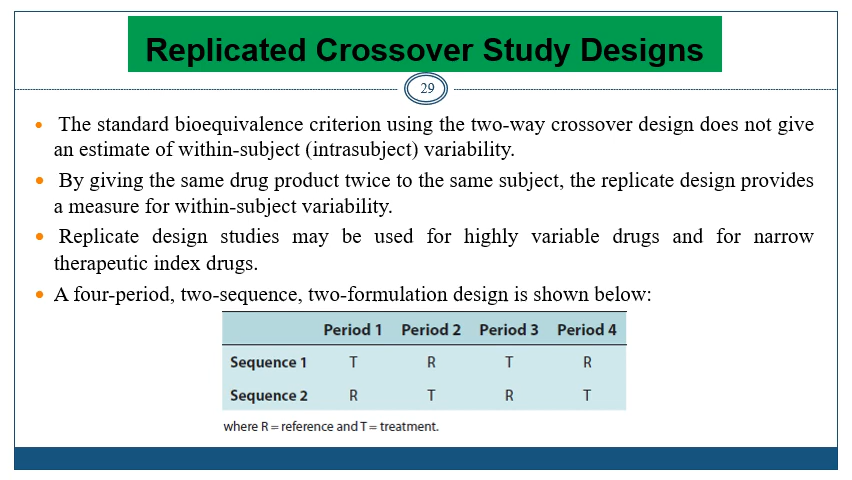 Replicated Crossover Study Designs
29
• The standard bioequivalence criterion using the two-way crossover design does not give
an estimate of within-subject (intrasubject) variability.
• By giving the same drug product twice to the same subject, the replicate design provides
a measure for within-subject variability.
• Replicate design studies may be used for highly variable drugs and for narrow
therapeutic index drugs.
• A four-period, two-sequence, two-formulation design is shown below:
Period 1 Period 2 Period 3 Period 4
Sequence 1 T R T R
Sequence 2 R T R T
where R = reference and T = treatment.